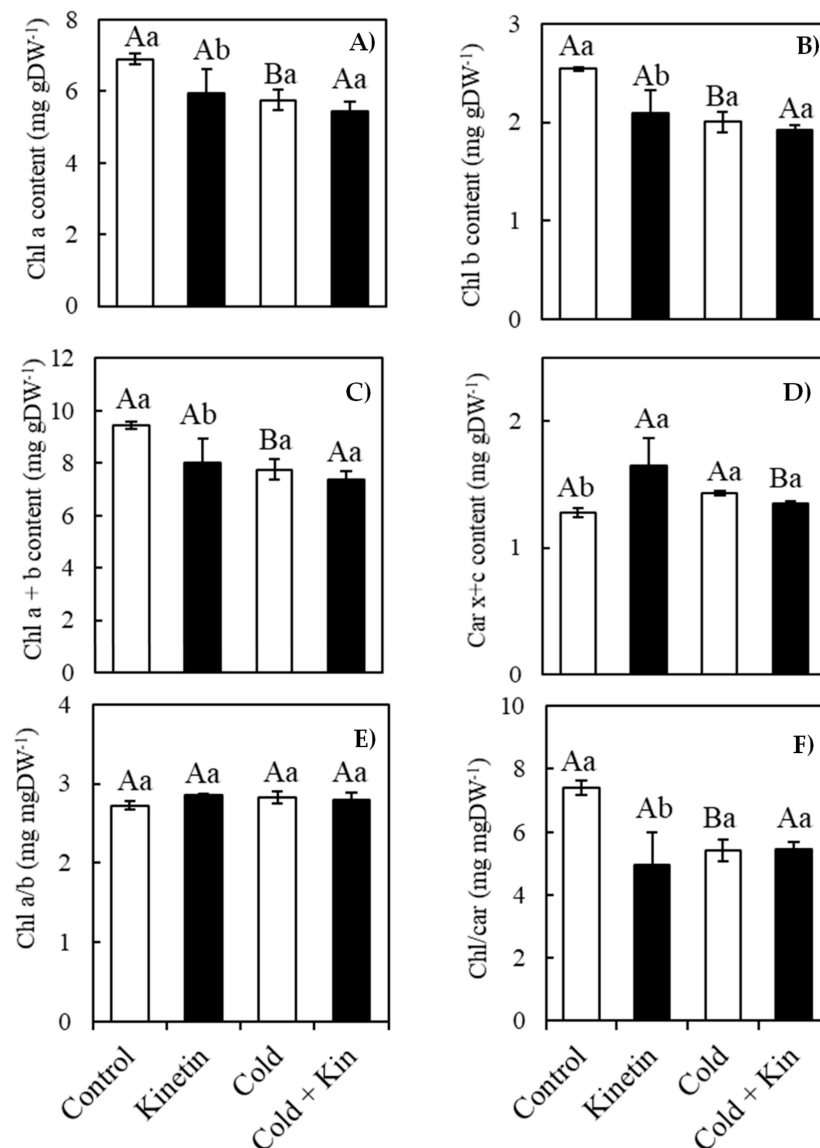 A)
Chl a content (mg gDW-1)
8
6
4
2
0
Aa
Ab
Ba
Aa
B)
Chl b content (mg gDW-1)
3
2
1
0
Aa
Ab
Ba
Aa
C)
Chl a + b content (mg gDW-1)
12
10
8
6
4
2
0
Aa
Ab
Ba
Aa
D)
Car x+c content (mg gDW-1)
2
1
0
Ab
Aa
Aa
Ba
E)
Chl a/b (mg mgDW-1)
4
3
2
1
0
Aa
Aa
Aa
Aa
Control
Kinetin
Cold
Cold + Kin
F)
Chl/car (mg mgDW-1)
10
8
6
4
2
0
Aa
Ab
Ba
Aa
Control
Kinetin
Cold
Cold + Kin